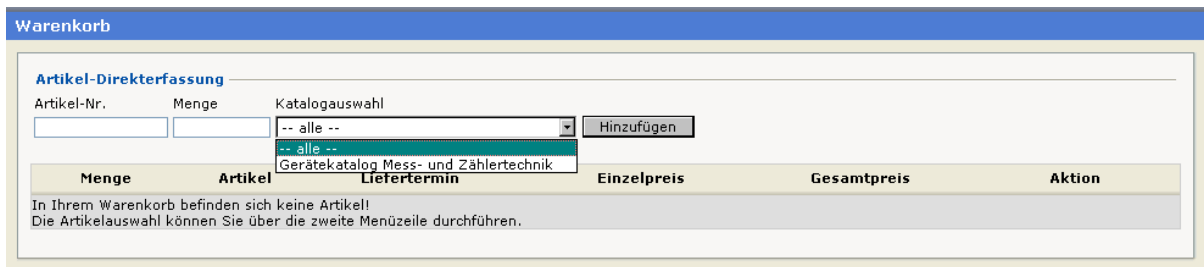 Warenkorb
Artikel-Direkterfassung
Artikel-Nr. Menge Katalogauswahl
-- alle -- Hinzufügen
-- alle --
Gerätekatalog Mess- und Zählertechnik
Menge Artikel Liefertermin Einzelpreis Gesamtpreis Aktion
In Ihrem Warenkorb befinden sich keine Artikel!
Die Artikelauswahl können Sie über die zweite Menüzeile durchführen.